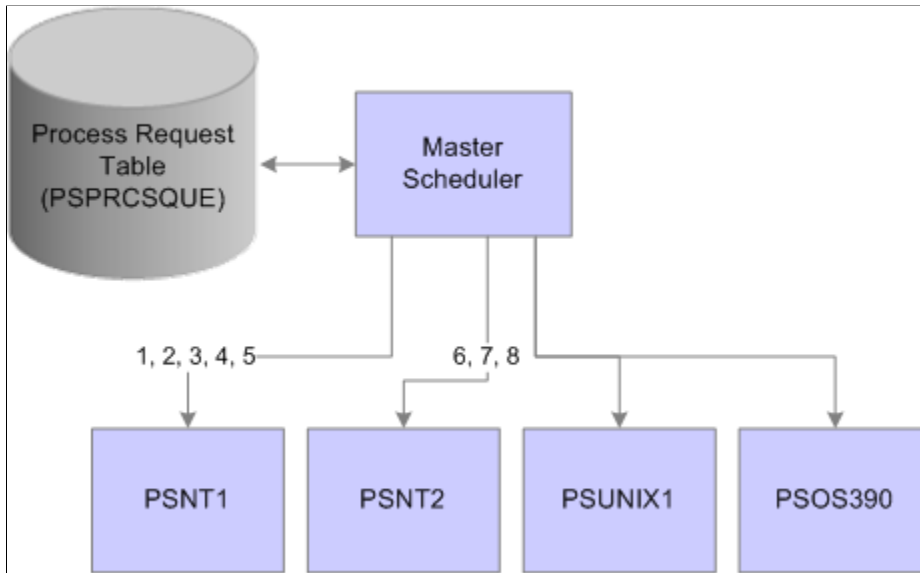 Process Request
Table
(PSPRCSQUE)
Master
Scheduler
1, 2, 3, 4, 5
6, 7, 8
PSNT1
PSNT2
PSUNIX1
PSOS390